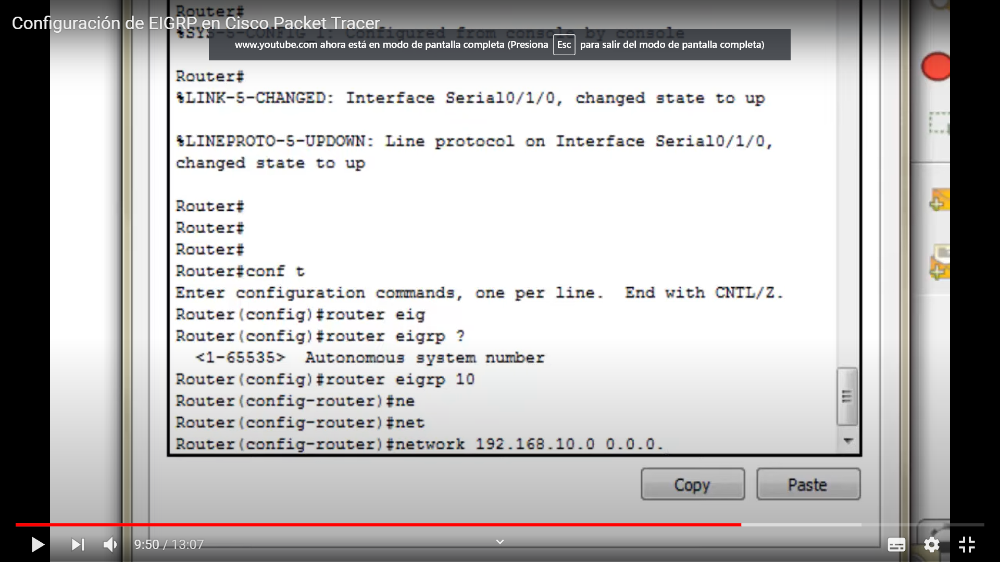 Router#
Configuración de EIGRP en Cisco Packet Tracer
%SYS-5-CONFIG_I: Configured from console by console
www.youtube.com ahora está en modo de pantalla completa (Presiona Esc para salir del modo de pantalla completa)
Router#
%LINK-5-CHANGED: Interface Serial0/1/0, changed state to up
%LINEPROTO-5-UPDOWN: Line protocol on Interface Serial0/1/0,
changed state to up
Router#
Router#
Router#
Router#conf t
Enter configuration commands, one per line.  End with CNTL/Z.
Router(config)#router eig
Router(config)#router eigrp ?
<1-65535>  Autonomous system number
Router(config)#router eigrp 10
Router(config-router)#ne
Router(config-router)#net
Router(config-router)#network 192.168.10.0 0.0.0.
Copy
Paste
9:50 / 13:07